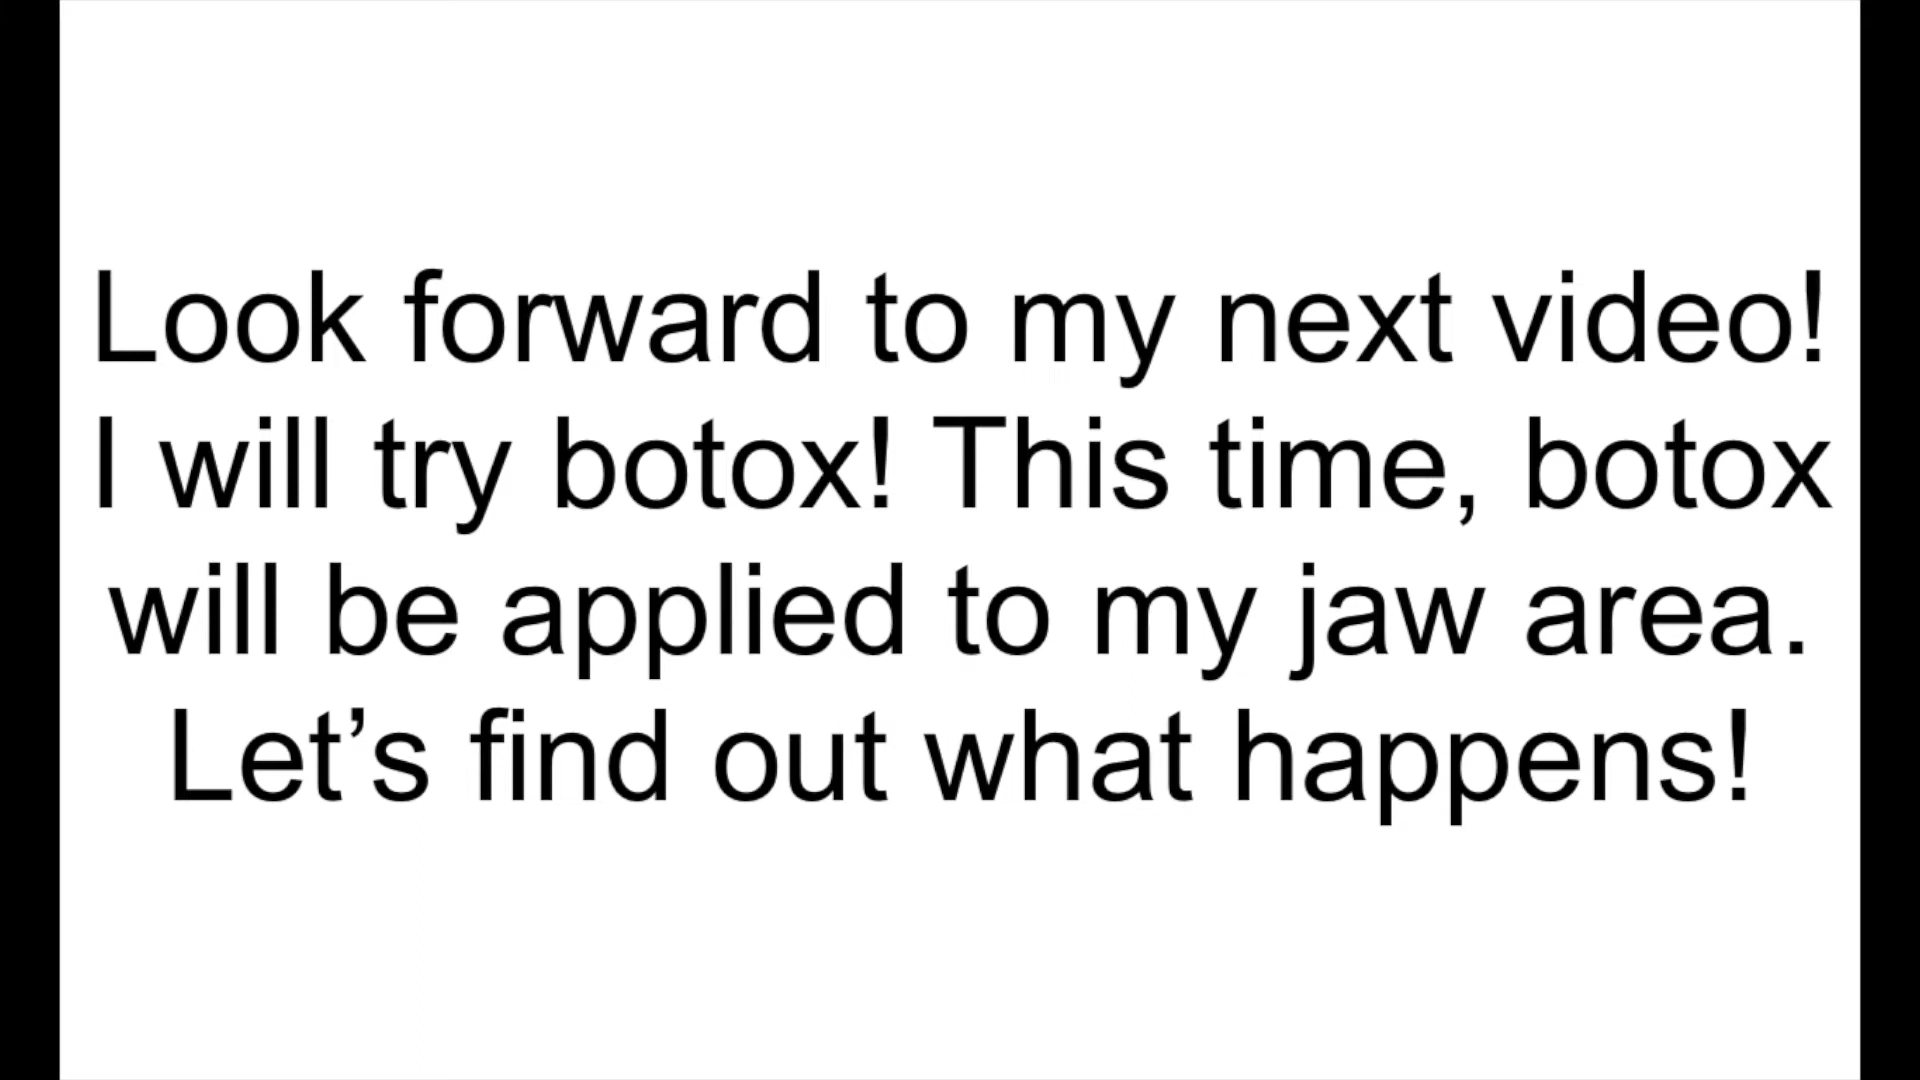 Look forward to my next video!
I will try botox! This time, botox
will be applied to my jaw area.
Let’s find out what happens!